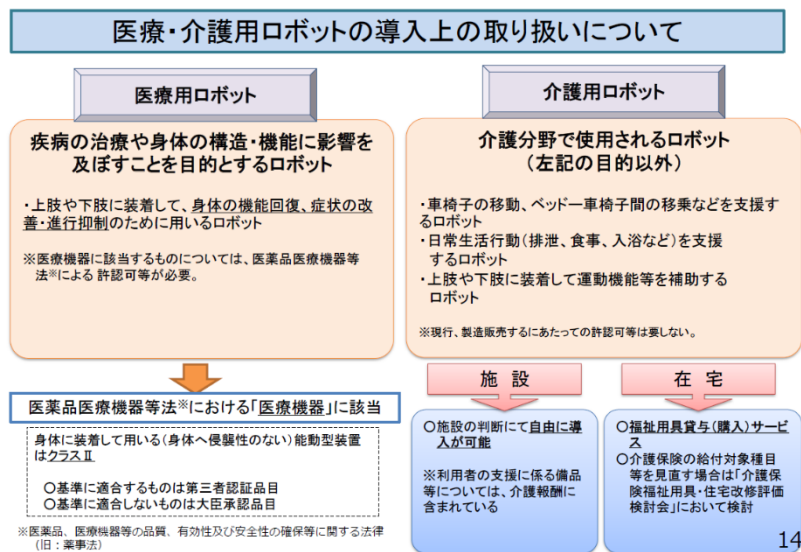 医療・介護用ロボットの導入上の取り扱いについて
医療用ロボット
疾病の治療や身体の構造・機能に影響を
及ぼすことを目的とするロボット
・上肢や下肢に装着して、身体の機能回復、症状の改
善・進行抑制のために用いるロボット
※医療機器に該当するものについては、医薬品医療機器等
法※による 許認可等が必要。
医薬品医療機器等法※における「医療機器」に該当
身体に装着して用いる(身体へ侵襲性のない)能動型装置
はクラスⅡ
○基準に適合するものは第三者認証品目
○基準に適合しないものは大臣承認品目
※医薬品、医療機器等の品質、有効性及び安全性の確保等に関する法律
(旧:薬事法)
介護用ロボット
介護分野で使用されるロボット
(左記の目的以外)
・車椅子の移動、ベッドー車椅子間の移乗などを支援す
るロボット
・日常生活行動(排泄、食事、入浴など)を支援
するロボット
・上肢や下肢に装着して運動機能等を補助する
ロボット
※現行、製造販売するにあたっての許認可等は要しない。
施 設
○施設の判断にて自由に導
入が可能
※利用者の支援に係る備品
等については、介護報酬に
含まれている
在 宅
○福祉用具貸与(購入)サービ
ス
○介護保険の給付対象種目
等を見直す場合は「介護保
険福祉用具・住宅改修評価
検討会」において検討
14